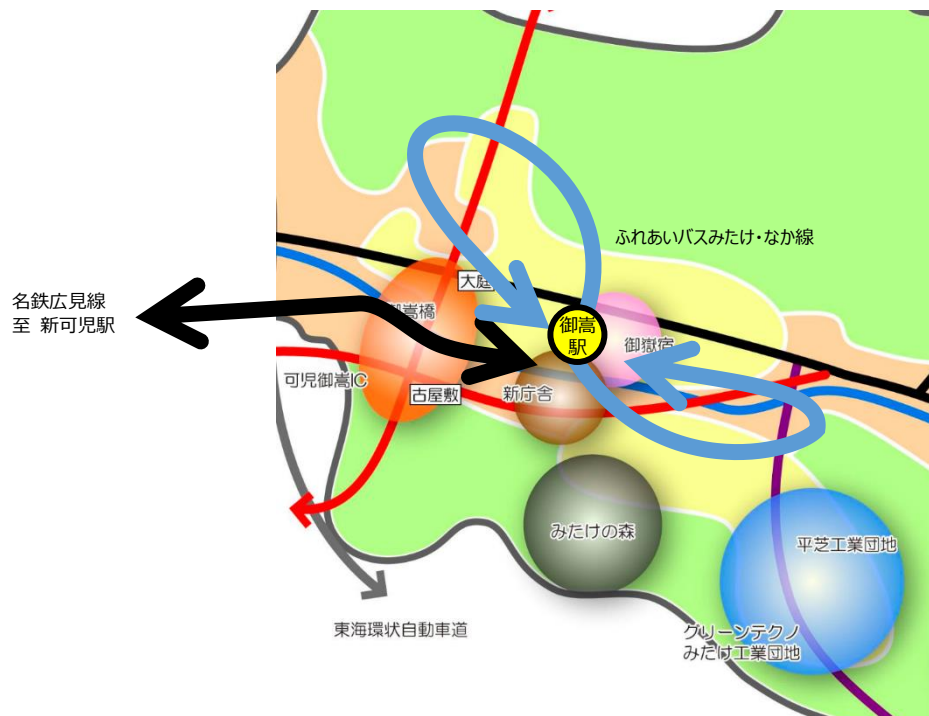 ふれあいバスみたけ・なか線
大庭
名鉄広見線
至 新可児駅
嵩橋
御嵩
駅
御嶽宿
可児御嵩IC
古屋敷
新庁舎
みたけの森
平芝工業団地
東海環状自動車道
グリーンテクノ
みたけ工業団地